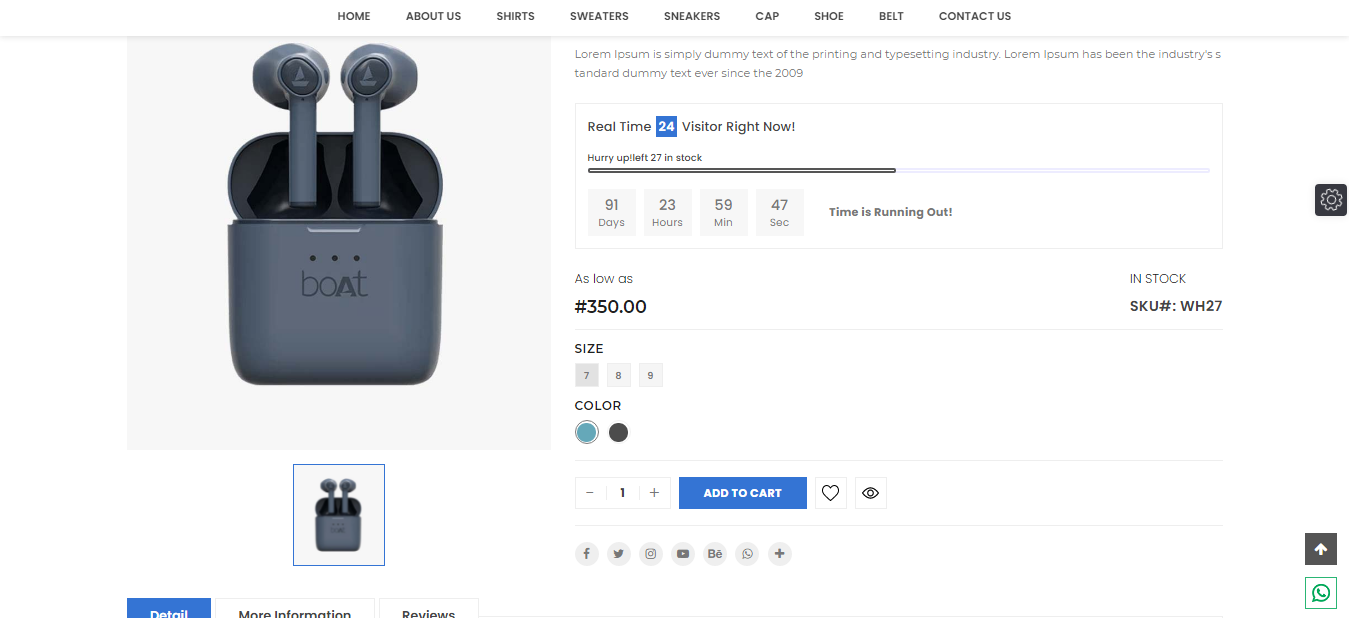 HOME ABOUT US SHIRTS SWEATERS SNEAKERS CAP SHOE BELT CONTACT US
Lorem Ipsum is simply dummy text of the printing and typesetting industry. Lorem Ipsum has been the industry's s
tandard dummy text ever since the 2009
Real Time 24 Visitor Right Now!
Hurry up!left 27 in stock
91 23 59 47
Days Hours Min Sec
Time is Running Out!
boAt
As low as
IN STOCK
#350.00
SKU#: WH27
SIZE
7 8 9
COLOR
− 1 +
ADD TO CART
Bē
Detail More Information Reviews